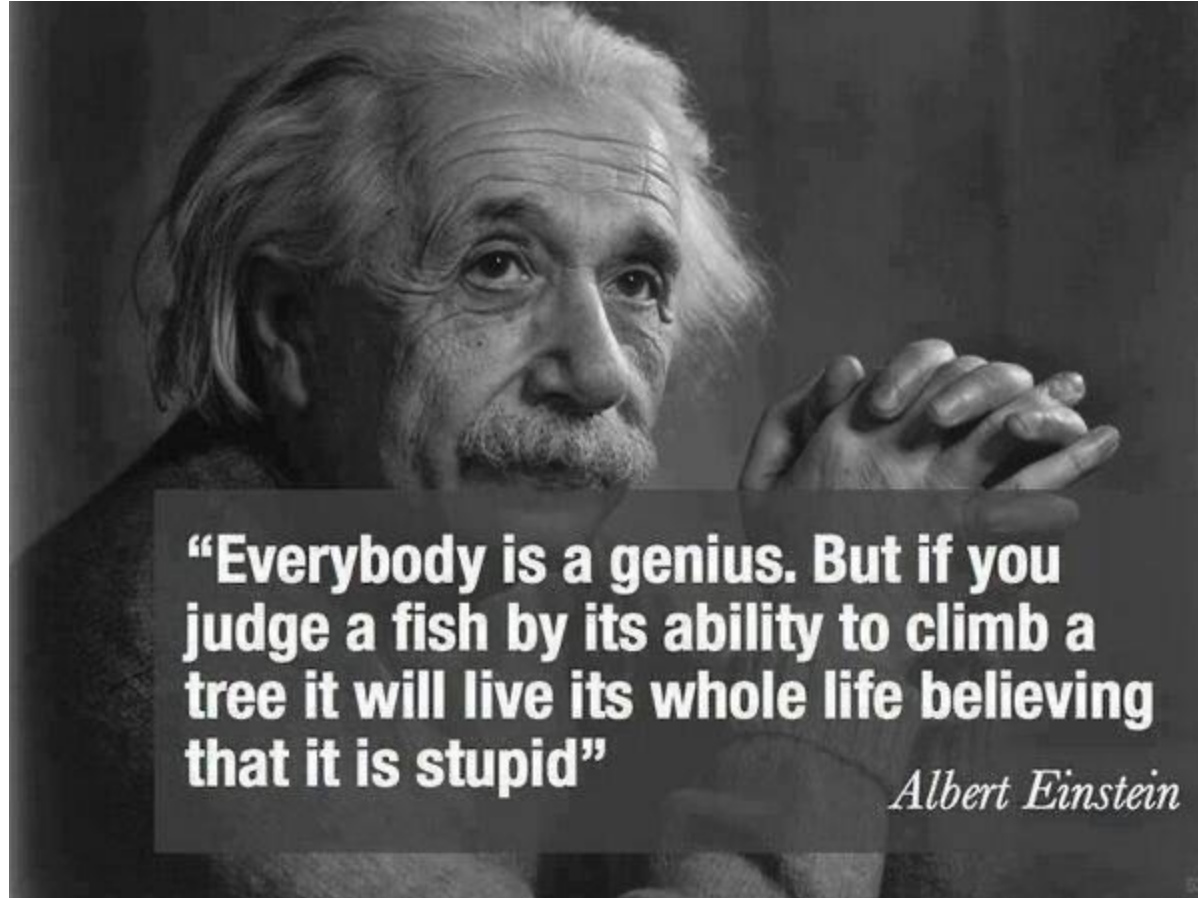 “Everybody is a genius. But if you
judge a fish by its ability to climb a
tree it will live its whole life believing
that it is stupid”
Albert Einstein